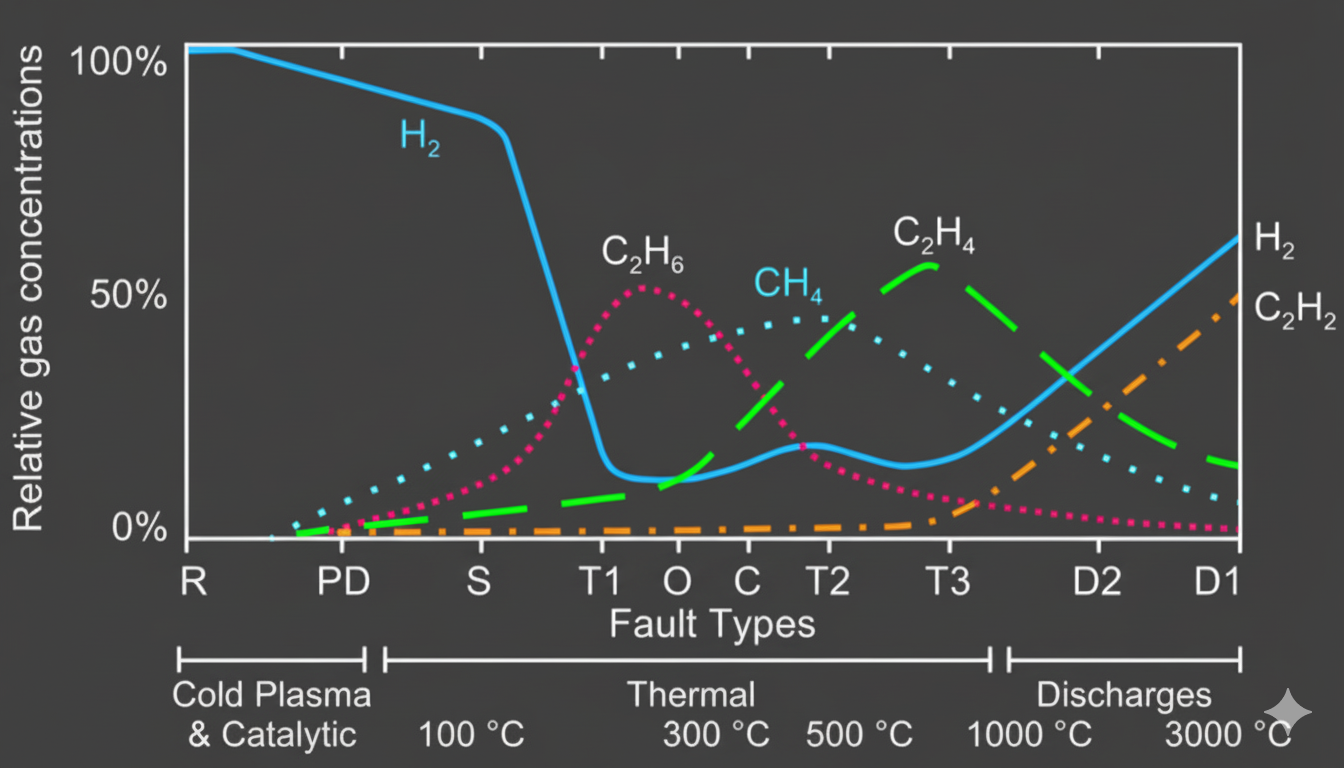 Relative gas concentrations
100%
50%
0%
H₂
C₂H₆
CH₄
C₂H₄
H₂
C₂H₂
R PD S T1 O C T2 T3 D2 D1
Fault Types
Cold Plasma
& Catalytic
Thermal
Discharges
100 °C 300 °C 500 °C 1000 °C 3000 °C